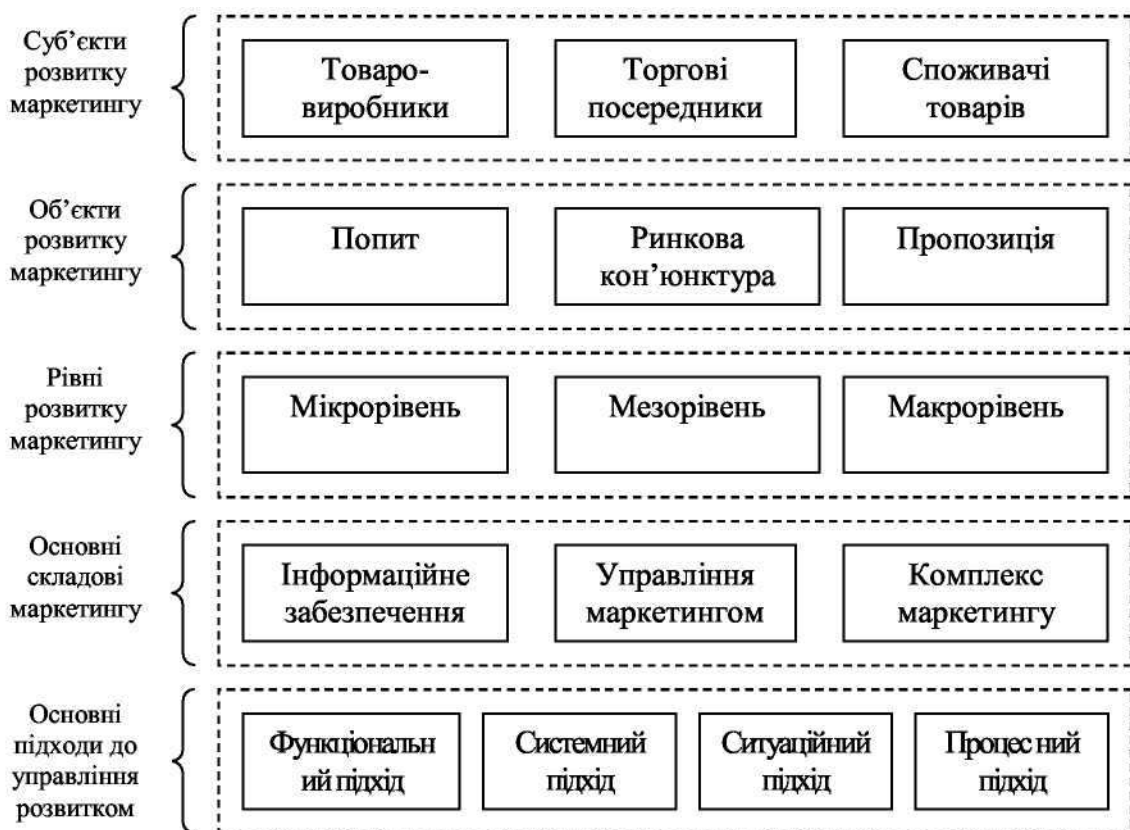 Суб’єкти
розвитку
маркетингу
Товаро-
виробники
Торгові
посередники
Споживачі
товарів
Об’єкти
розвитку
маркетингу
Попит
Ринкова
кон’юнктура
Пропозиція
Рівні
розвитку
маркетингу
Мікрорівень
Мезорівень
Макрорівень
Основні
складові
маркетингу
Інформаційне
забезпечення
Управління
маркетингом
Комплекс
маркетингу
Основні
підходи до
управління
розвитком
Функціональн
ий підхід
Системний
підхід
Ситуаційний
підхід
Процес ний
підхід